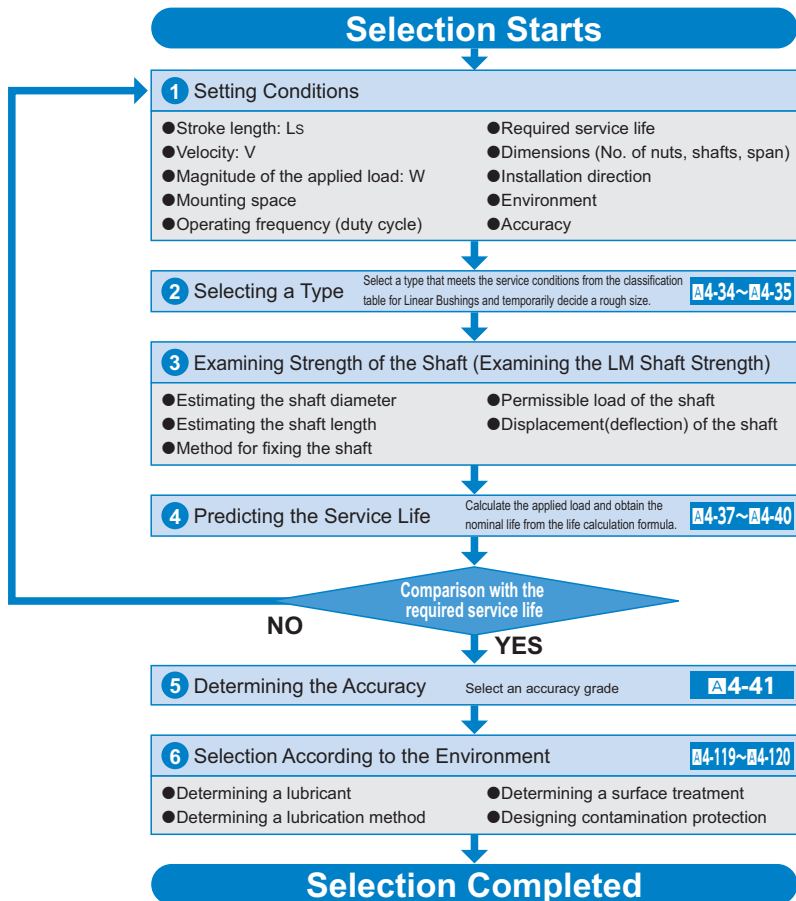 Selection Starts
1 Setting Conditions
●Stroke length: Ls
●Velocity: V
●Magnitude of the applied load: W
●Mounting space
●Operating frequency (duty cycle)
●Required service life
●Dimensions (No. of nuts, shafts, span)
●Installation direction
●Environment
●Accuracy
2 Selecting a Type
Select a type that meets the service conditions from the classification
table for Linear Bushings and temporarily decide a rough size.
A4-34~A4-35
3 Examining Strength of the Shaft (Examining the LM Shaft Strength)
●Estimating the shaft diameter
●Estimating the shaft length
●Method for fixing the shaft
●Permissible load of the shaft
●Displacement(deflection) of the shaft
4 Predicting the Service Life
Calculate the applied load and obtain the
nominal life from the life calculation formula.
A4-37~A4-40
Comparison with the
required service life
NO
YES
5 Determining the Accuracy
Select an accuracy grade
A4-41
6 Selection According to the Environment
A4-119~A4-120
●Determining a lubricant
●Determining a lubrication method
●Determining a surface treatment
●Designing contamination protection
Selection Completed